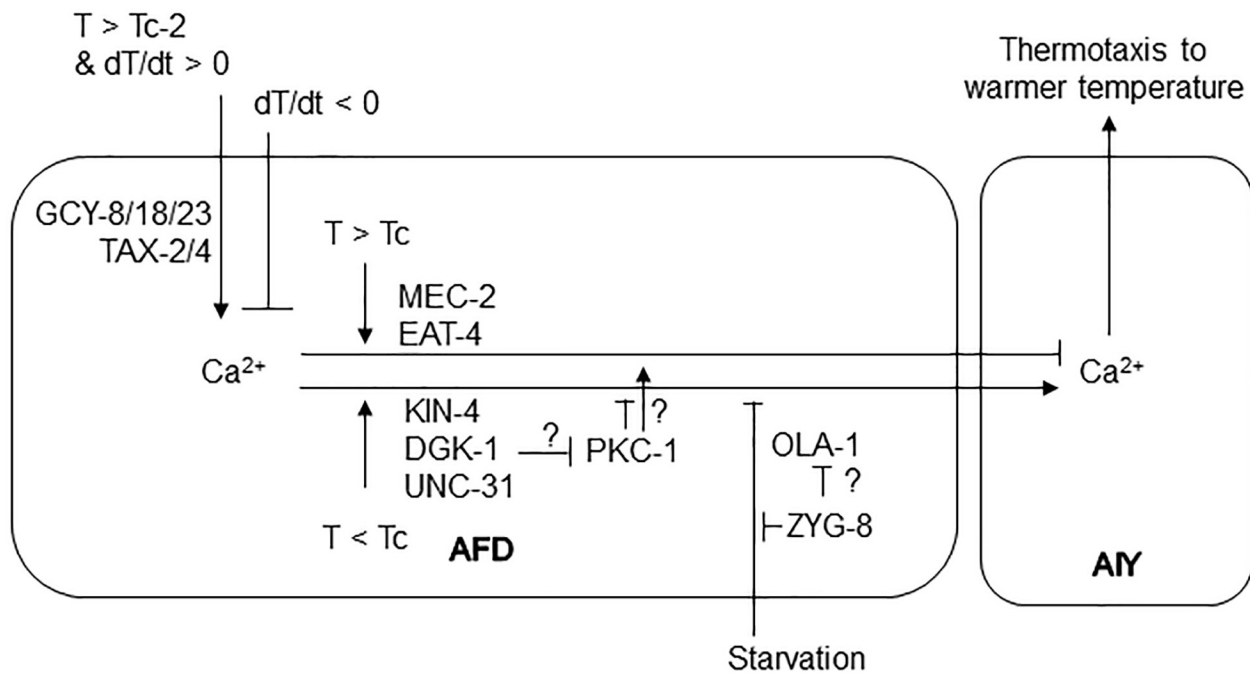 T > Tc-2
& dT/dt > 0
dT/dt < 0
Thermotaxis to
warmer temperature
GCY-8/18/23
TAX-2/4
T > Tc
MEC-2
EAT-4
Ca²⁺
Ca²⁺
KIN-4
DGK-1
?
PKC-1
?
UNC-31
OLA-1
?
ZYG-8
T < Tc
AFD
AIY
Starvation